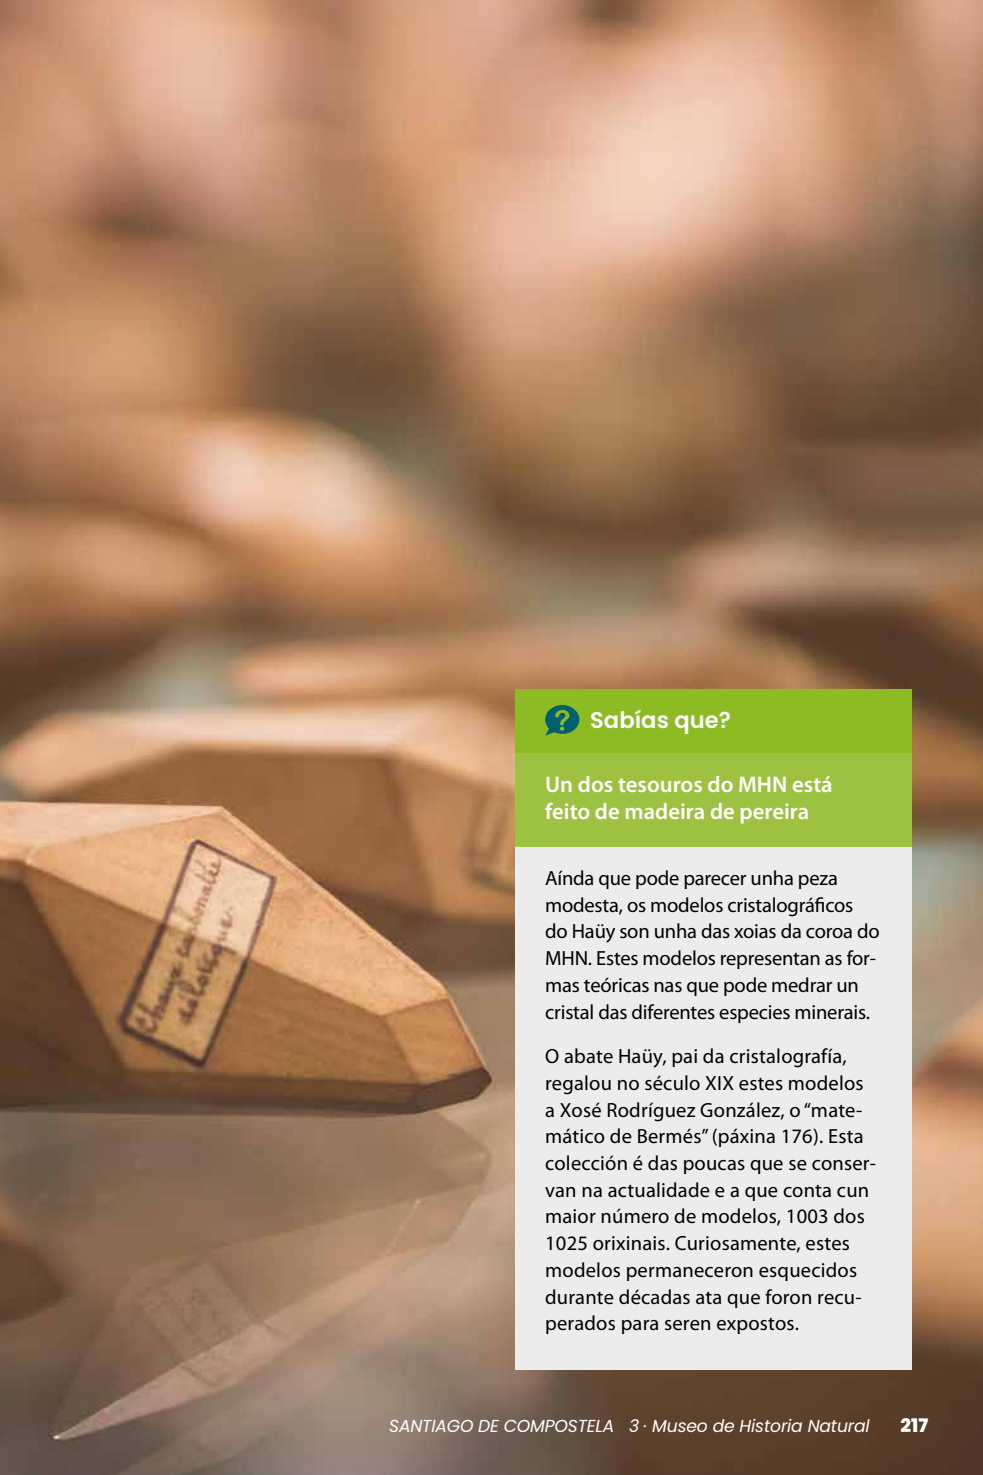 Chaux carbonatée
Sabías que?
Un dos tesouros do MHN está
feito de madeira de pereira
Aínda que pode parecer unha peza
modesta, os modelos cristalográficos
do Haüy son unha das xoias da coroa do
MHN. Estes modelos representan as for-
mas teóricas nas que pode medrar un
cristal das diferentes especies minerais.
O abate Haüy, pai da cristalografía,
regalou no século XIX estes modelos
a Xosé Rodríguez González, o “mate-
mático de Bermés” (páxina 176). Esta
colección é das poucas que se conser-
van na actualidade e a que conta cun
maior número de modelos, 1003 dos
1025 orixinais. Curiosamente, estes
modelos permaneceron esquecidos
durante décadas ata que foron recu-
perados para seren expostos.
SANTIAGO DE COMPOSTELA 3 · Museo de Historia Natural 217